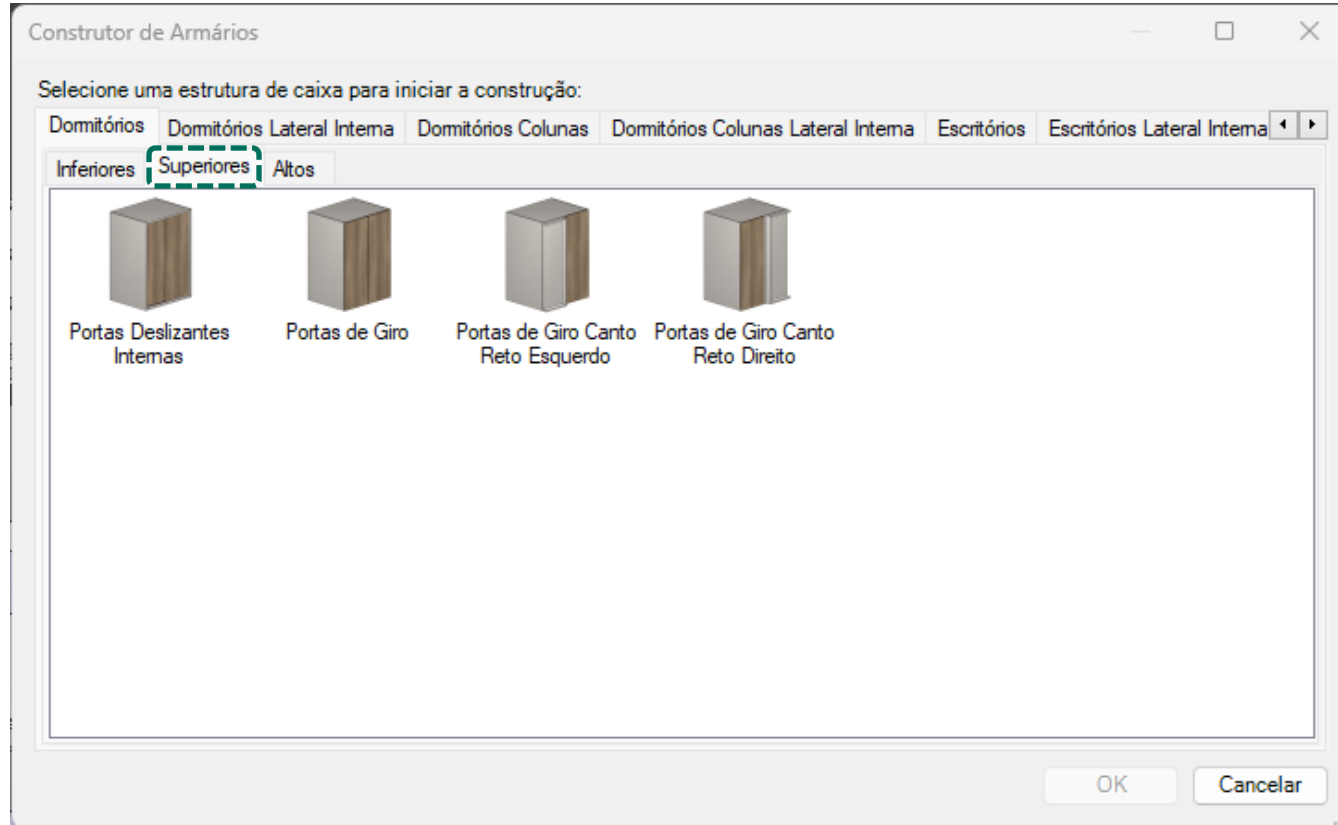 Construtor de Armários
Selecione uma estrutura de caixa para iniciar a construção:
Dormitórios Dormitórios Lateral Interna Dormitórios Colunas Dormitórios Colunas Lateral Interna Escritórios Escritórios Lateral Interna
Inferiores Superiores Altos
Portas Deslizantes Internas
Portas de Giro
Portas de Giro Canto Reto Esquerdo
Portas de Giro Canto Reto Direito
OK Cancelar